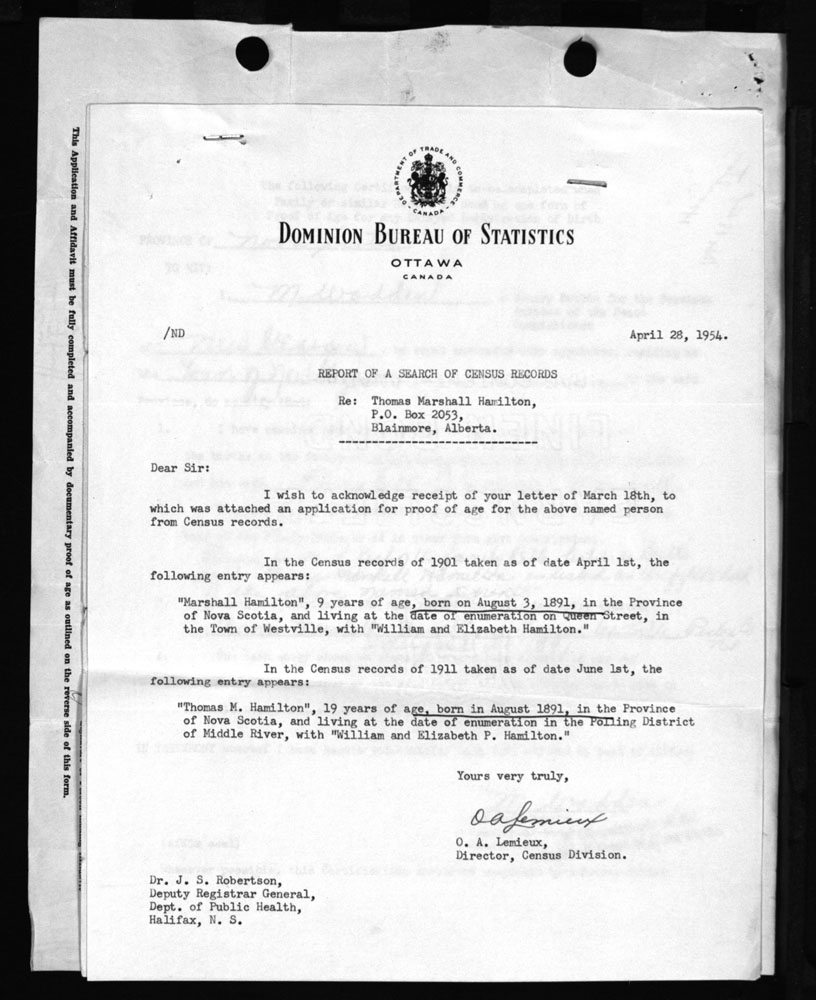 This Application and Affidavit must be fully completed and accompanied by documentary proof of age as outlined on the reverse side of this form.
DEPARTMENT OF TRADE AND COMMERCE
CANADA
DOMINION BUREAU OF STATISTICS
OTTAWA
CANADA
/ND
April 28, 1954.
REPORT OF A SEARCH OF CENSUS RECORDS
Re: Thomas Marshall Hamilton,
P.O. Box 2053,
Blainmore, Alberta.
Dear Sir:
I wish to acknowledge receipt of your letter of March 18th, to
which was attached an application for proof of age for the above named person
from Census records.
In the Census records of 1901 taken as of date April 1st, the
following entry appears:
"Marshall Hamilton", 9 years of age, born on August 3, 1891, in the Province
of Nova Scotia, and living at the date of enumeration on Queen Street, in
the Town of Westville, with "William and Elizabeth Hamilton."
In the Census records of 1911 taken as of date June 1st, the
following entry appears:
"Thomas M. Hamilton", 19 years of age, born in August 1891, in the Province
of Nova Scotia, and living at the date of enumeration in the Polling District
of Middle River, with "William and Elizabeth P. Hamilton."
Yours very truly,
O A Lemieux
O. A. Lemieux,
Director, Census Division.
Dr. J. S. Robertson,
Deputy Registrar General,
Dept. of Public Health,
Halifax, N. S.